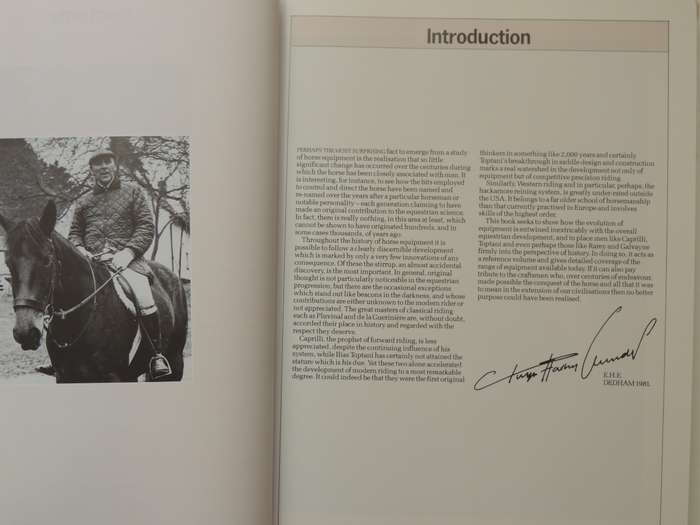 Introduction
PERHAPS THE MOST SURPRISING fact to emerge from a study
of horse equipment is the realisation that so little
significant change has occurred over the centuries during
which the horse has been closely associated with man. It
is interesting, for instance, to see how the bits employed
to control and direct the horse have been named and
re-named over the years after a particular horseman or
notable personality – each generation claiming to have
made an original contribution to the equestrian science.
In fact, there is really nothing, in this area at least, which
cannot be shown to have originated hundreds, and in
some cases thousands, of years ago.
Throughout the history of horse equipment it is
possible to follow a clearly discernible development
which is marked by only a very few innovations of any
consequence. Of these the stirrup, an almost accidental
discovery, is the most important. In general, original
thought is not particularly noticeable in the equestrian
progression, but there are the occasional exceptions
which stand out like beacons in the darkness, and whose
contributions are either unknown to the modern rider or
not appreciated. The great masters of classical riding
such as Pluvinal and de la Guérinière are, without doubt,
accorded their place in history and regarded with the
respect they deserve.
Caprilli, the prophet of forward riding, is less
appreciated, despite the continuing influence of his
system, while Ilias Toptani has certainly not attained the
stature which is his due. Yet these two alone accelerated
the development of modern riding to a most remarkable
degree. It could indeed be that they were the first original
thinkers in something like 2,000 years and certainly
Toptani's breakthrough in saddle design and construction
marks a real watershed in the development not only of
equipment but of competitive precision riding.
Similarly, Western riding and in particular, perhaps, the
hackamore reining system, is greatly under-rated outside
the USA. It belongs to a far older school of horsemanship
than that currently practised in Europe and involves
skills of the highest order.
This book seeks to show how the evolution of
equipment is entwined inextricably with the overall
equestrian development, and to place men like Caprilli,
Toptani and even perhaps those like Rarey and Galvayne
firmly into the perspective of history. In doing so, it acts as
a reference volume and gives detailed coverage of the
range of equipment available today. If it can also pay
tribute to the craftsmen who, over centuries of endeavour,
made possible the conquest of the horse and all that it was
to mean in the extension of our civilisations then no better
purpose could have been realised.
E.H.E.
DEDHAM 1981.